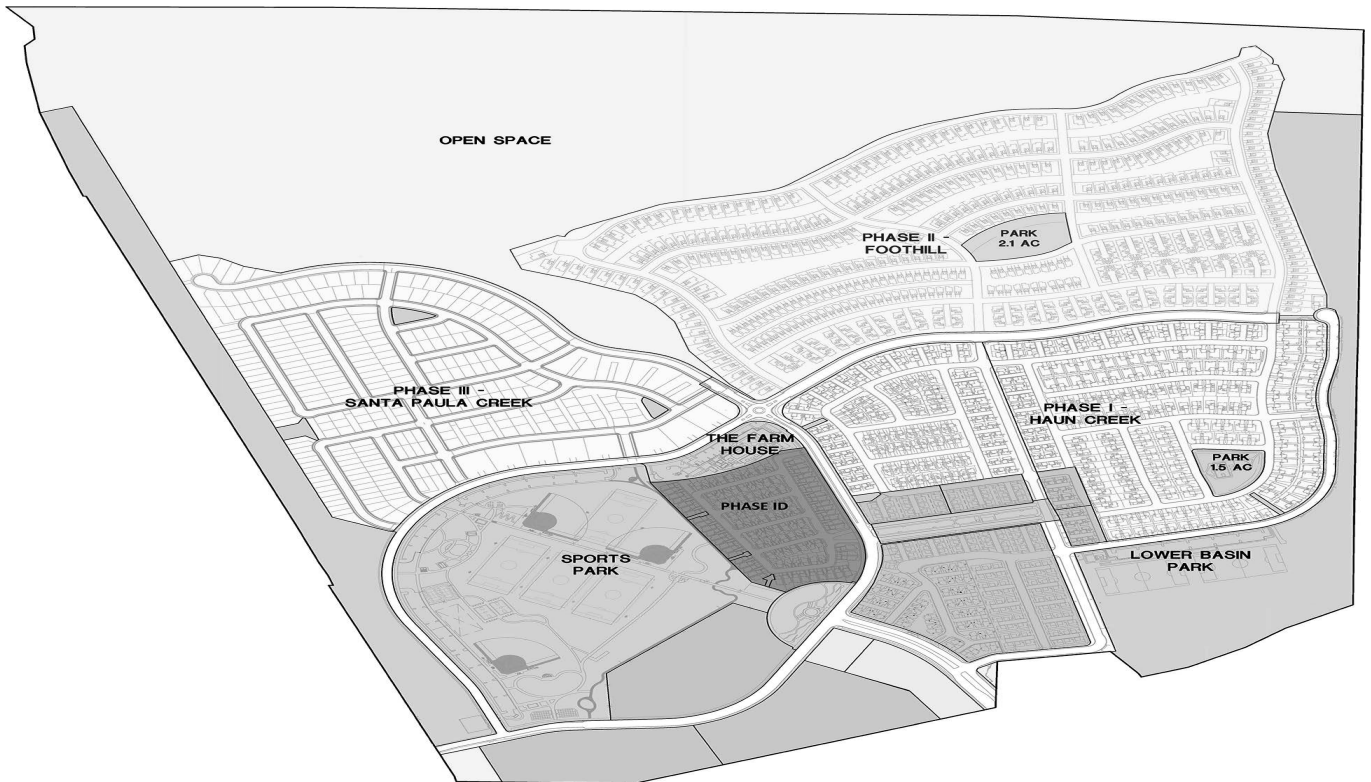 OPEN SPACE
PHASE II -
FOOTHILL
PARK
2.1 AC
PHASE III -
SANTA PAULA CREEK
PHASE I -
HAUN CREEK
THE FARM
HOUSE
PARK
1.5 AC
PHASE ID
SPORTS
PARK
LOWER BASIN
PARK